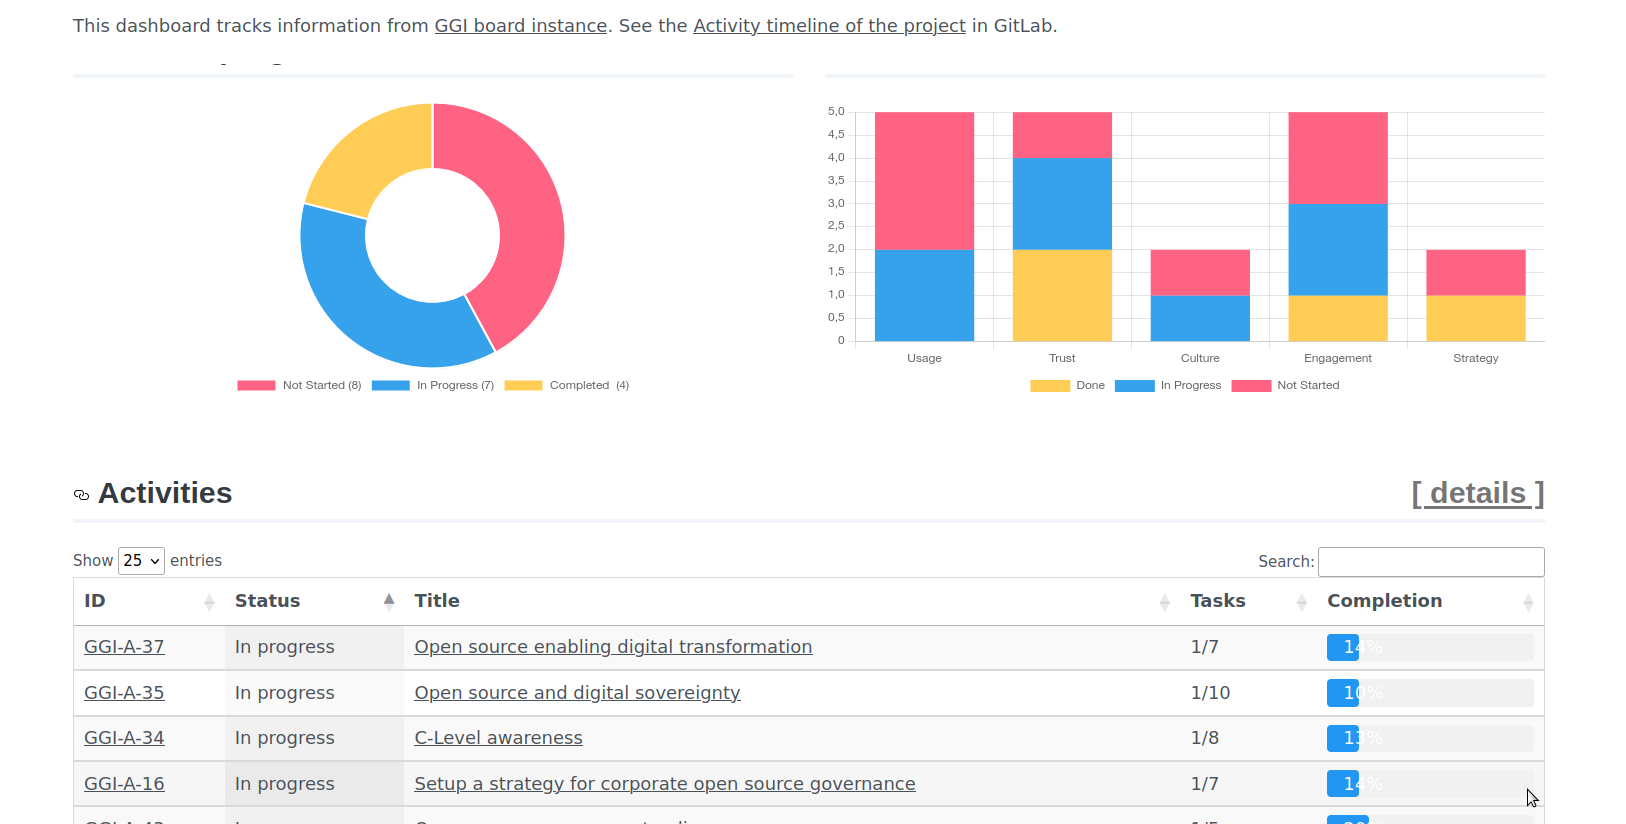 This dashboard tracks information from GGI board instance. See the Activity timeline of the project in GitLab.
Not Started (8) In Progress (7) Completed (4)
5,0
4,5
4,0
3,5
3,0
2,5
2,0
1,5
1,0
0,5
0
Usage Trust Culture Engagement Strategy
Done In Progress Not Started
Activities [ details ]
Show 25 entries Search:
ID Status Title Tasks Completion
GGI-A-37 In progress Open source enabling digital transformation 1/7 14%
GGI-A-35 In progress Open source and digital sovereignty 1/10 10%
GGI-A-34 In progress C-Level awareness 1/8 13%
GGI-A-16 In progress Setup a strategy for corporate open source governance 1/7 14%